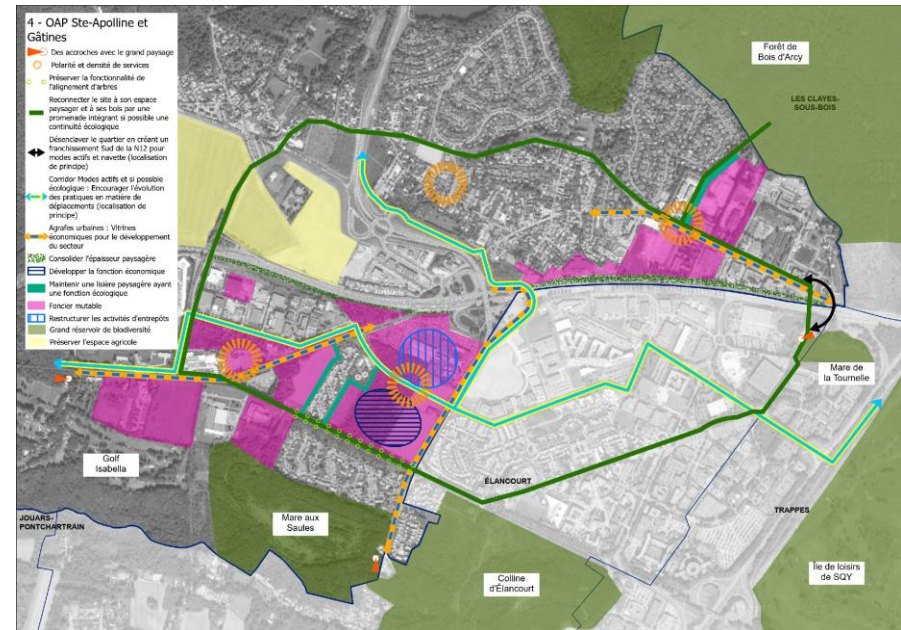 4 - OAP Ste-Apolline et
Gâtines
Des accroches avec le grand paysage
Polarité et densité de services
Préserver la fonctionnalité de
l'alignement d'arbres
Reconnecter le site à son espace
paysager et à ses bois par une
promenade intégrant si possible une
continuité écologique
Désenclaver le quartier en créant un
franchissement Sud de la N12 pour
modes actifs et navette (localisation
de principe)
Corridor Modes actifs et si possible
écologique : Encourager l'évolution
des pratiques en matière de
déplacements (localisation de
principe)
Agrafes urbaines : Vitrines
économiques pour le développement
du secteur
Consolider l'épaisseur paysagère
Développer la fonction économique
Maintenir une lisière paysagère ayant
une fonction écologique
Foncier mutable
Restructurer les activités d'entrepôts
Grand réservoir de biodiversité
Préserver l'espace agricole
Forêt de
Bois d'Arcy
LES CLAYES-
SOUS-BOIS
Mare de
la Tournelle
Golf
Isabella
ÉLANCOURT
TRAPPES
JOUARS-
PONTCHARTRAIN
Mare aux
Saules
Colline
d'Élancourt
Île de loisirs
de SQY